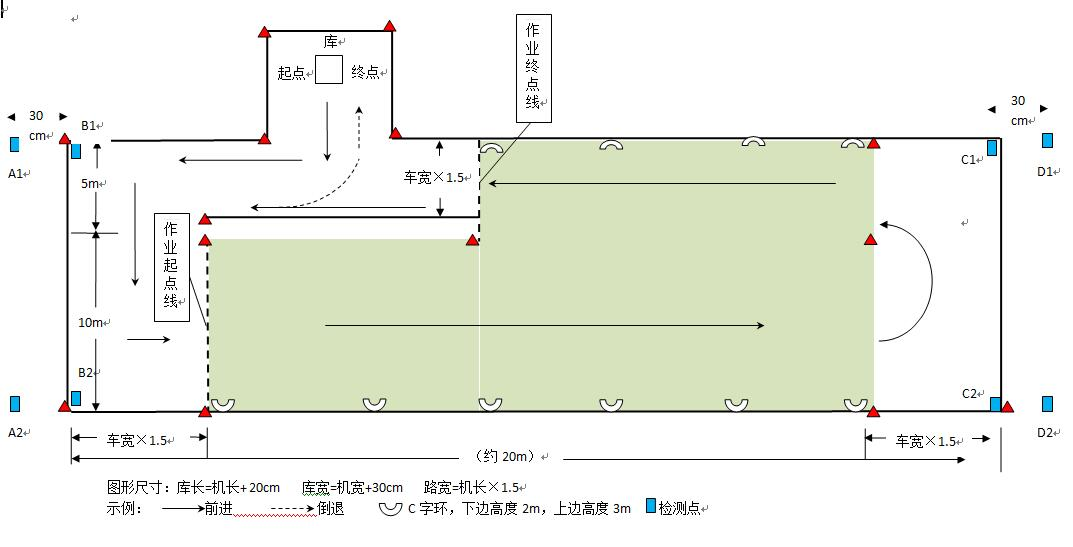 库
起点
终点
作业终点线
30
cm
B1
30
cm
A1
C1
D1
5m
车宽×1.5
作业起点线
10m
B2
C2
A2
D2
车宽×1.5
车宽×1.5
（约 20m）
图形尺寸：库长=机长+ 20cm 库宽=机宽+30cm 路宽=机长×1.5
示例： 前进 倒退 C 字环，下边高度 2m，上边高度 3m 检测点